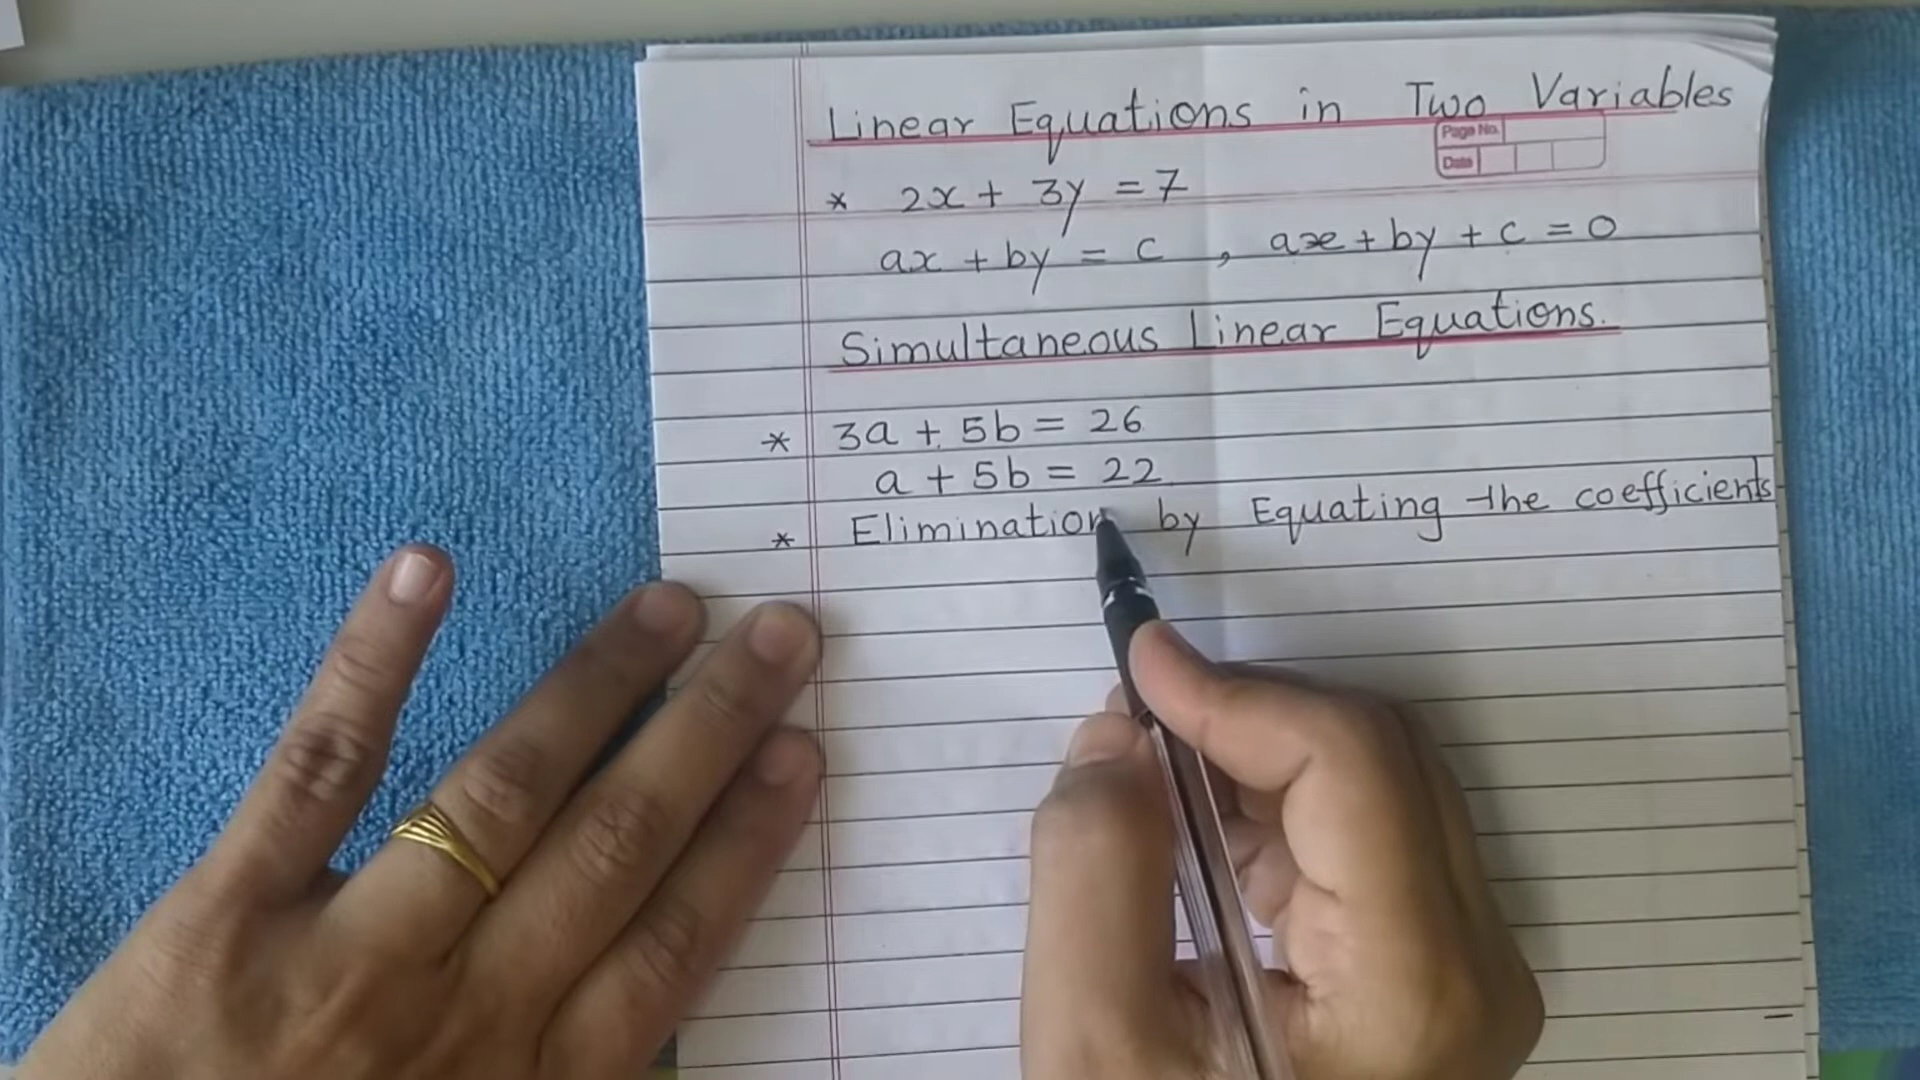 Linear Equations in Two Variables
Page No.
Date
* 2x + 3y = 7
ax + by = c , ax + by + c = 0
Simultaneous Linear Equations.
* 3a + 5b = 26
a + 5b = 22
* Elimination by Equating the coefficients